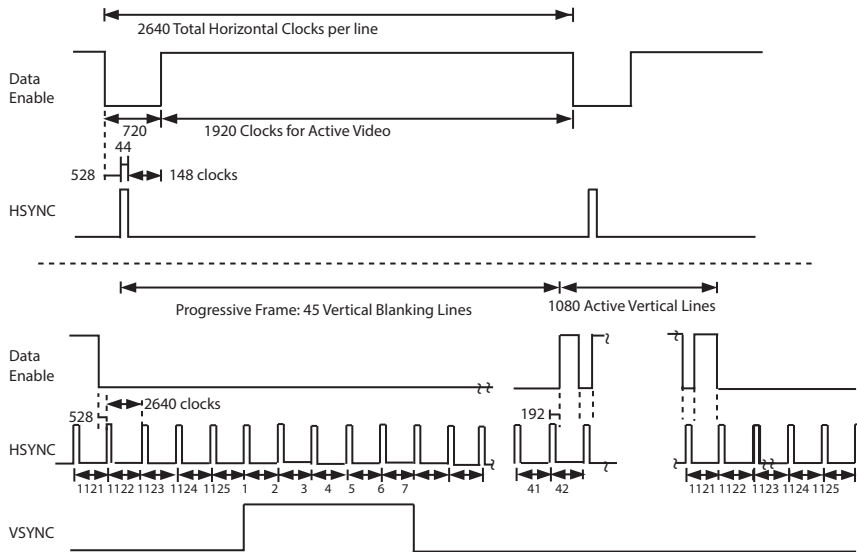 2640 Total Horizontal Clocks per line
Data
Enable
720
1920 Clocks for Active Video
44
528
148 clocks
HSYNC
Progressive Frame: 45 Vertical Blanking Lines
1080 Active Vertical Lines
Data
Enable
528
2640 clocks
192
HSYNC
1121 1122 1123 1124 1125 1 2 3 4 5 6 7 41 42 1121 1122 1123 1124 1125
VSYNC